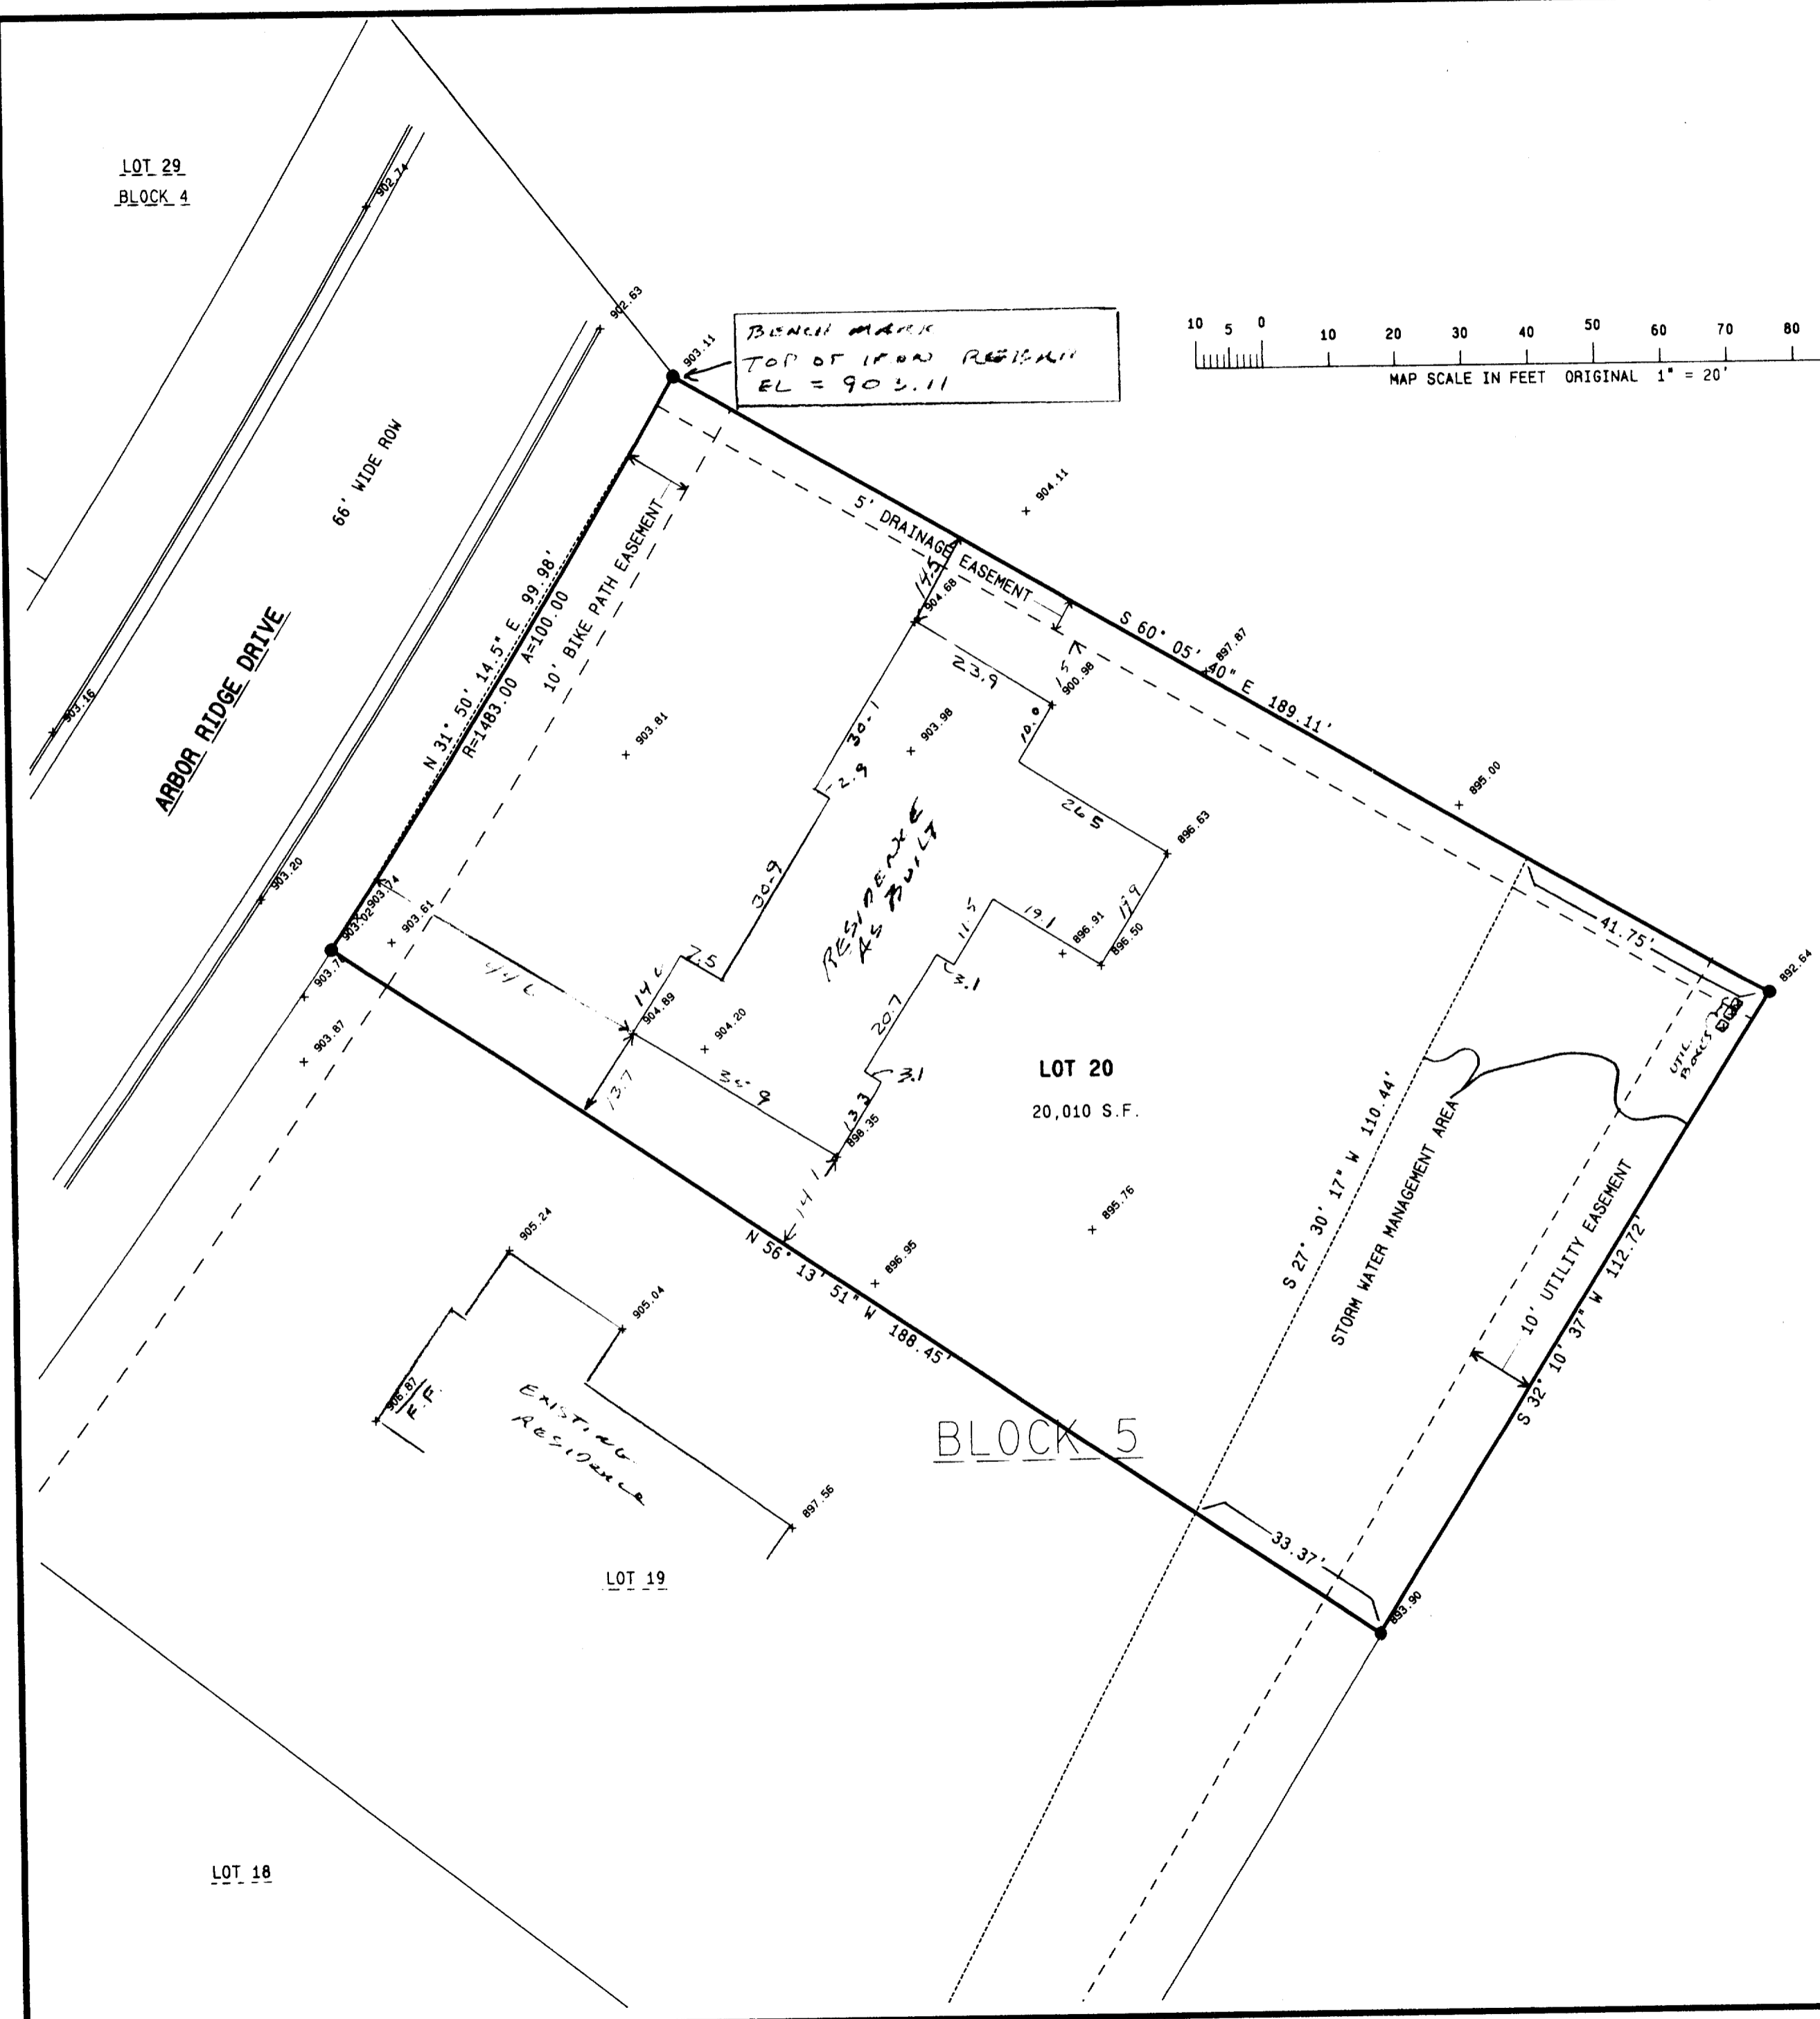 LOT 29
BLOCK 4
902.74
902.63
903.11
BENCH MARK
TOP OF IRON REBAR
EL = 903.11
10 5 0 10 20 30 40 50 60 70 80
MAP SCALE IN FEET ORIGINAL 1" = 20'
66' WIDE ROW
ARBOR RIDGE DRIVE
903.16
903.20
N 31° 50' 14.5" E 99.98'
R=1483.00 A=100.00
10' BIKE PATH EASEMENT
5' DRAINAGE EASEMENT
904.11
14.5
904.68
S 60° 05' 40" E 189.11'
897.87
23.9
15.7
900.98
10.0
30.1
2.9
903.81
903.98
26.5
896.63
895.00
30.9
RESIDENCE
AS BUILT
17.9
19.1
11.5
896.91
896.50
3.1
41.75'
892.64
UTIL.
BOXES
903.74
903.02
903.61
903.87
44.6
7.5
14.6
904.89
904.20
20.7
3.1
13.3
898.35
13.7
14.1
LOT 20
20,010 S.F.
S 27° 30' 17" W 110.44'
STORM WATER MANAGEMENT AREA
10' UTILITY EASEMENT
S 32° 10' 37" W 112.72'
895.76
896.95
N 56° 13' 51" W 188.45'
905.24
905.04
906.87
F.F.
EXISTING
RESIDENCE
897.56
BLOCK 5
33.37'
893.90
LOT 19
LOT 18